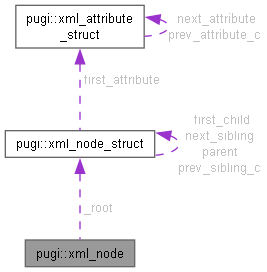 pugi::xml_attribute
_struct
next_attribute
prev_attribute_c
first_attribute
pugi::xml_node_struct
first_child
next_sibling
parent
prev_sibling_c
_root
pugi::xml_node